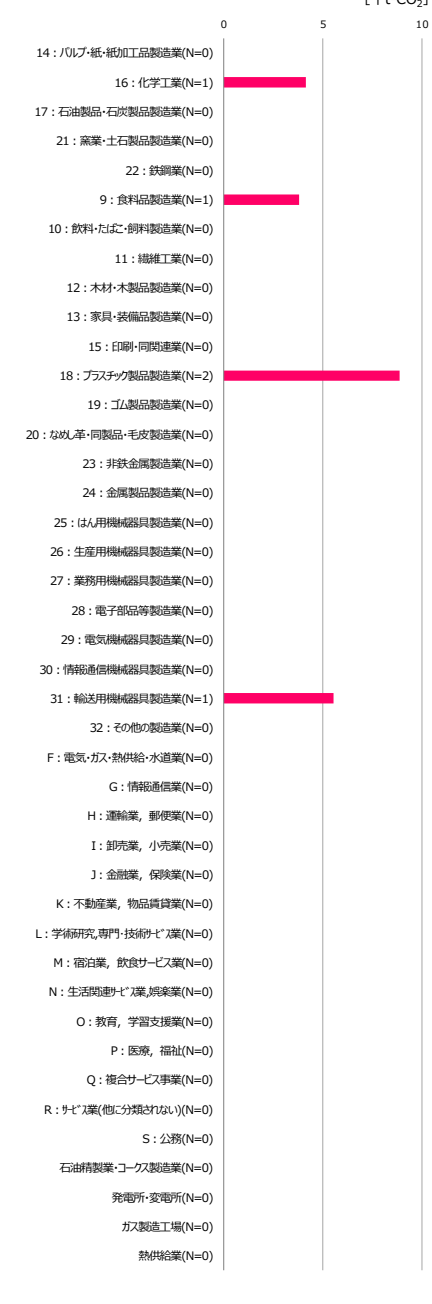 [千t-CO₂]
0 5 10
14：パルプ・紙・紙加工品製造業(N=0)
16：化学工業(N=1)
17：石油製品・石炭製品製造業(N=0)
21：窯業・土石製品製造業(N=0)
22：鉄鋼業(N=0)
9：食料品製造業(N=1)
10：飲料・たばこ・飼料製造業(N=0)
11：繊維工業(N=0)
12：木材・木製品製造業(N=0)
13：家具・装備品製造業(N=0)
15：印刷・同関連業(N=0)
18：プラスチック製品製造業(N=2)
19：ゴム製品製造業(N=0)
20：なめし革・同製品・毛皮製造業(N=0)
23：非鉄金属製造業(N=0)
24：金属製品製造業(N=0)
25：はん用機械器具製造業(N=0)
26：生産用機械器具製造業(N=0)
27：業務用機械器具製造業(N=0)
28：電子部品等製造業(N=0)
29：電気機械器具製造業(N=0)
30：情報通信機械器具製造業(N=0)
31：輸送用機械器具製造業(N=1)
32：その他の製造業(N=0)
F：電気・ガス・熱供給・水道業(N=0)
G：情報通信業(N=0)
H：運輸業，郵便業(N=0)
I：卸売業，小売業(N=0)
J：金融業，保険業(N=0)
K：不動産業，物品賃貸業(N=0)
L：学術研究,専門・技術ｻｰﾋﾞｽ業(N=0)
M：宿泊業，飲食サービス業(N=0)
N：生活関連ｻｰﾋﾞｽ業,娯楽業(N=0)
O：教育，学習支援業(N=0)
P：医療，福祉(N=0)
Q：複合サービス事業(N=0)
R：ｻｰﾋﾞｽ業(他に分類されない)(N=0)
S：公務(N=0)
石油精製業・コークス製造業(N=0)
発電所・変電所(N=0)
ガス製造工場(N=0)
熱供給業(N=0)